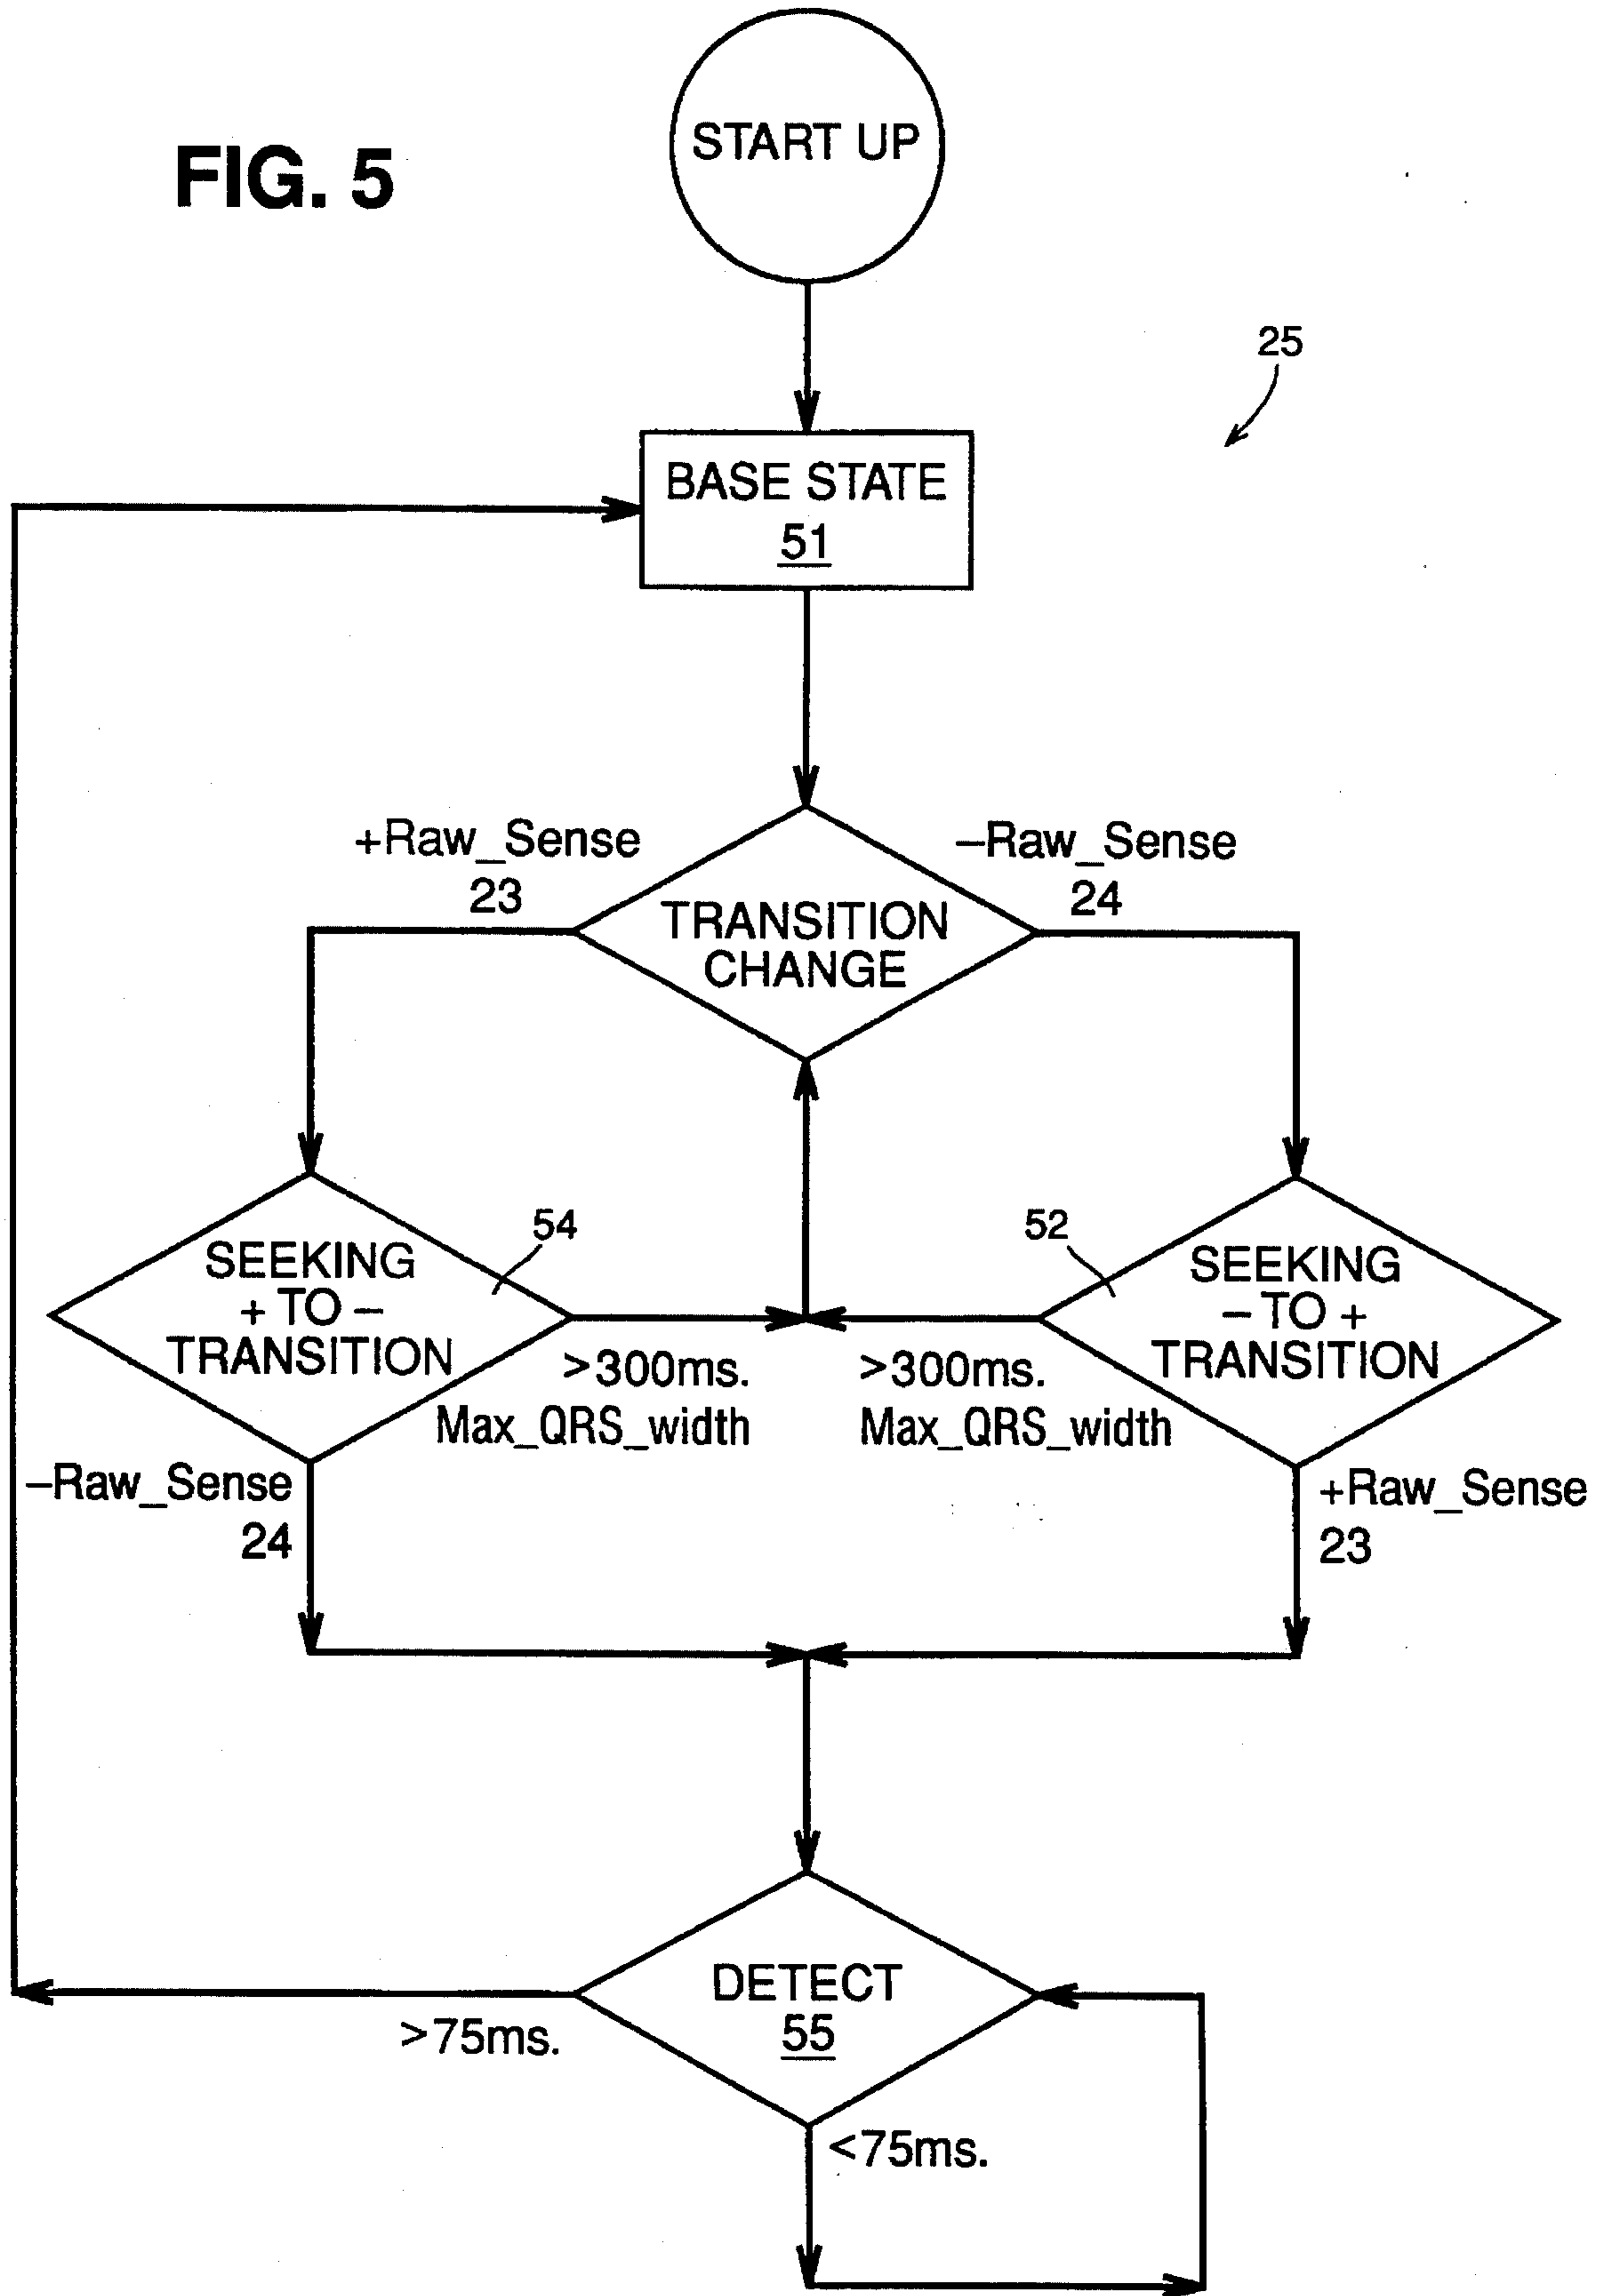 START UP
FIG. 5
25
BASE STATE
51
+Raw_Sense
23
–Raw_Sense
24
TRANSITION
CHANGE
54
52
SEEKING
+ TO –
TRANSITION
SEEKING
– TO +
TRANSITION
>300ms.
Max_QRS_width
>300ms.
Max_QRS_width
–Raw_Sense
24
+Raw_Sense
23
DETECT
55
>75ms.
<75ms.